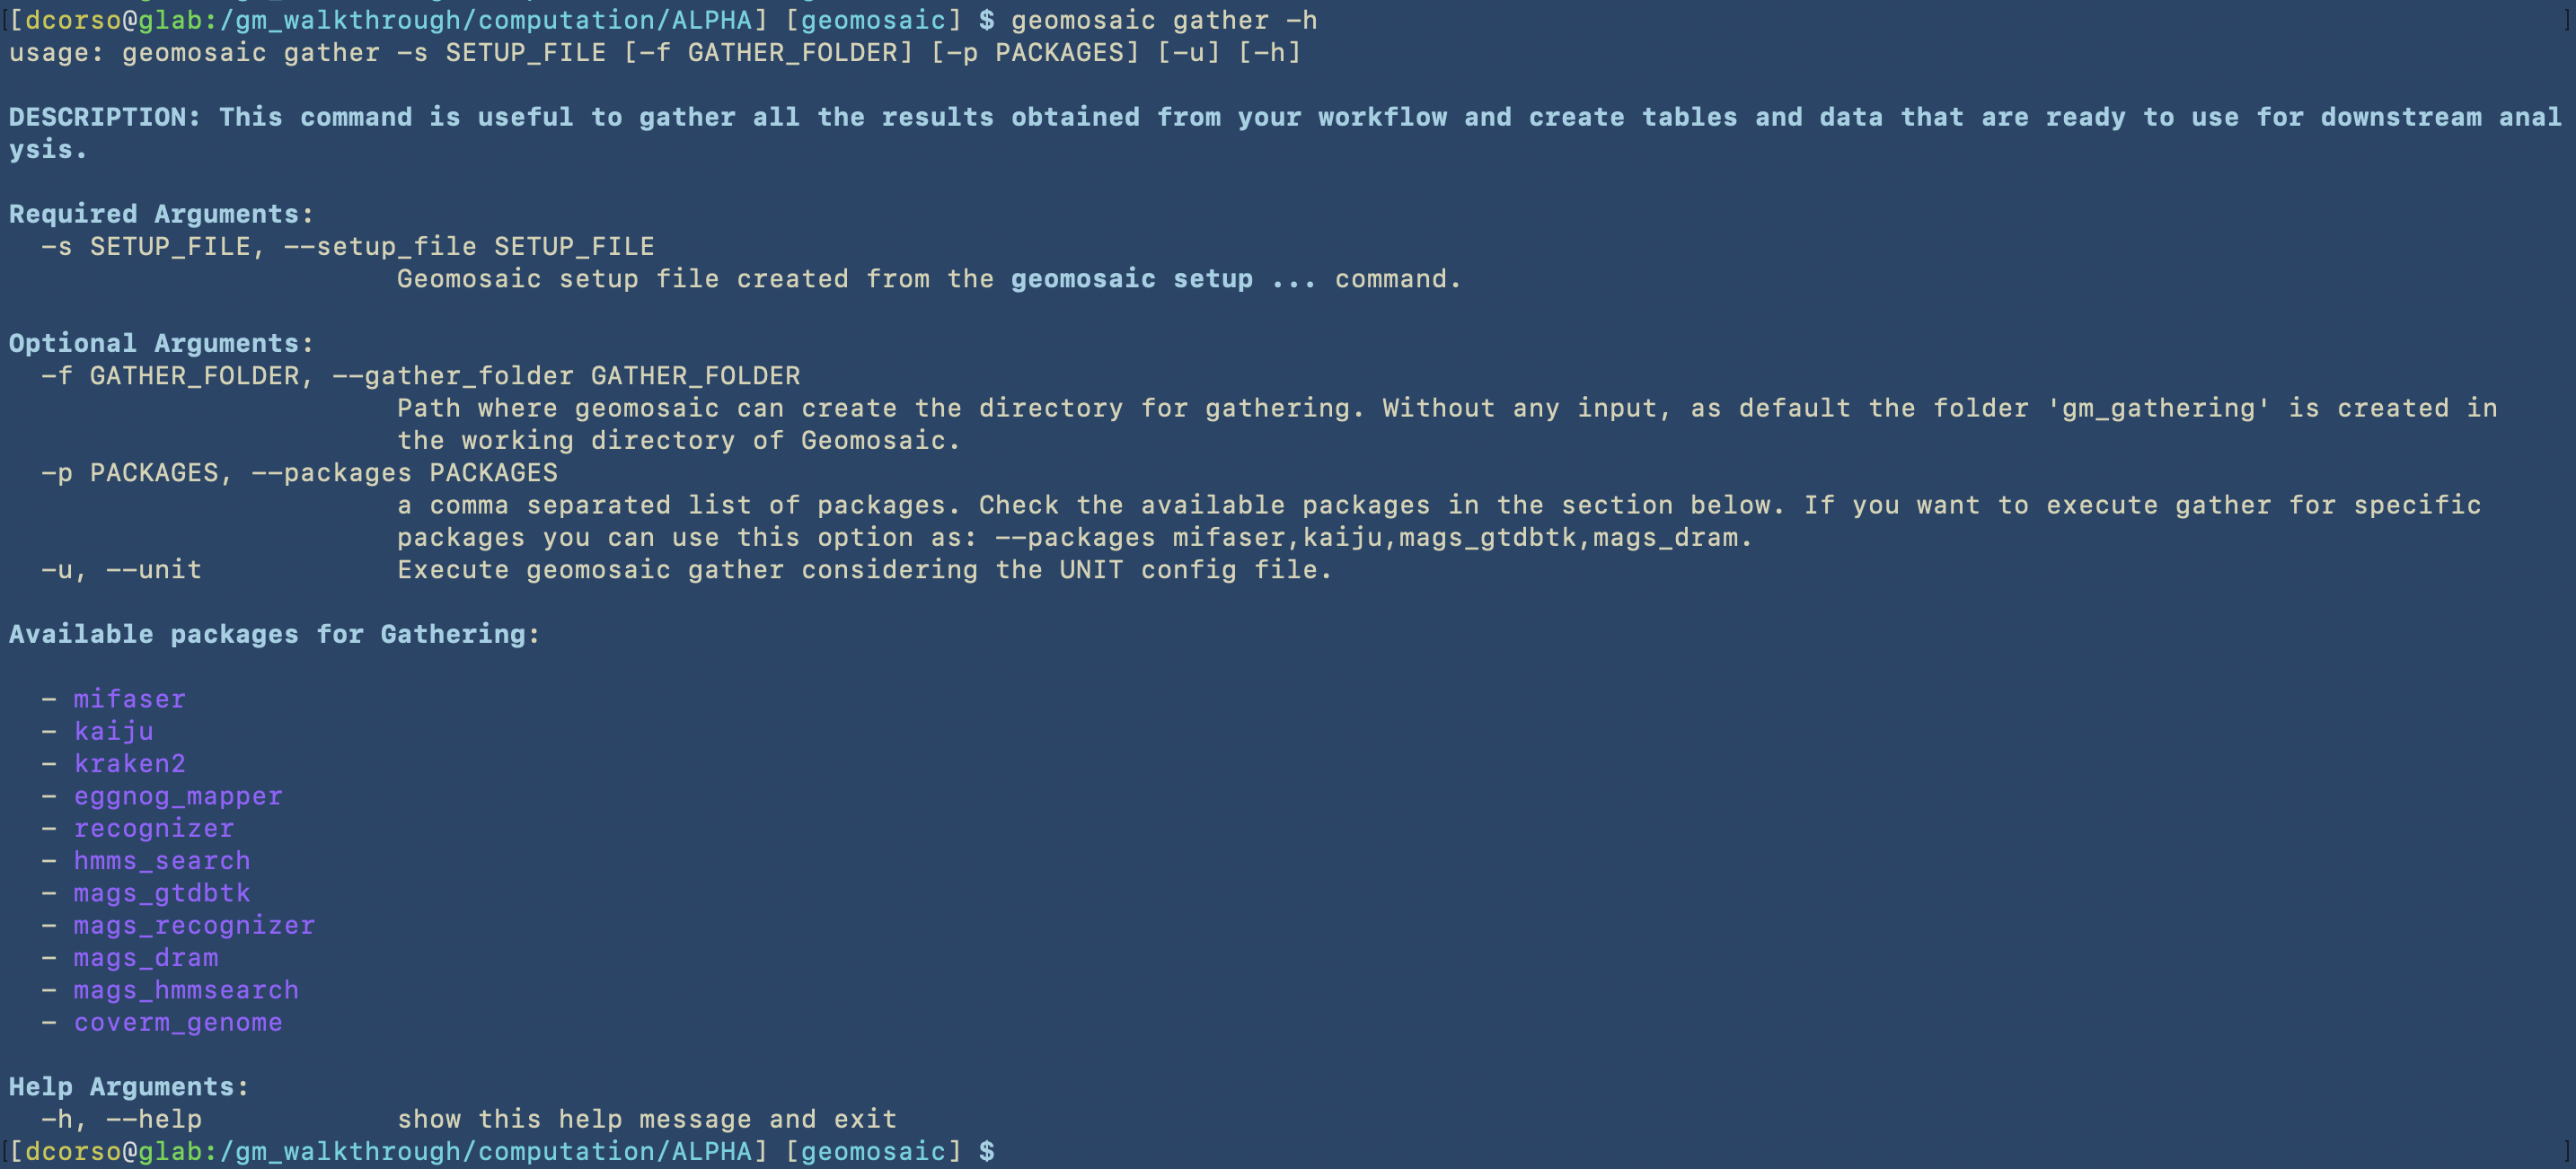 [[dcorso@glab:/gm_walkthrough/computation/ALPHA] [geomosaic] $ geomosaic gather -h ]
usage: geomosaic gather -s SETUP_FILE [-f GATHER_FOLDER] [-p PACKAGES] [-u] [-h]
DESCRIPTION: This command is useful to gather all the results obtained from your workflow and create tables and data that are ready to use for downstream anal
ysis.
Required Arguments:
-s SETUP_FILE, --setup_file SETUP_FILE
Geomosaic setup file created from the geomosaic setup ... command.
Optional Arguments:
-f GATHER_FOLDER, --gather_folder GATHER_FOLDER
Path where geomosaic can create the directory for gathering. Without any input, as default the folder 'gm_gathering' is created in
the working directory of Geomosaic.
-p PACKAGES, --packages PACKAGES
a comma separated list of packages. Check the available packages in the section below. If you want to execute gather for specific
packages you can use this option as: --packages mifaser,kaiju,mags_gtdbtk,mags_dram.
-u, --unit Execute geomosaic gather considering the UNIT config file.
Available packages for Gathering:
- mifaser
- kaiju
- kraken2
- eggnog_mapper
- recognizer
- hmms_search
- mags_gtdbtk
- mags_recognizer
- mags_dram
- mags_hmmsearch
- coverm_genome
Help Arguments:
-h, --help show this help message and exit
[[dcorso@glab:/gm_walkthrough/computation/ALPHA] [geomosaic] $ ]